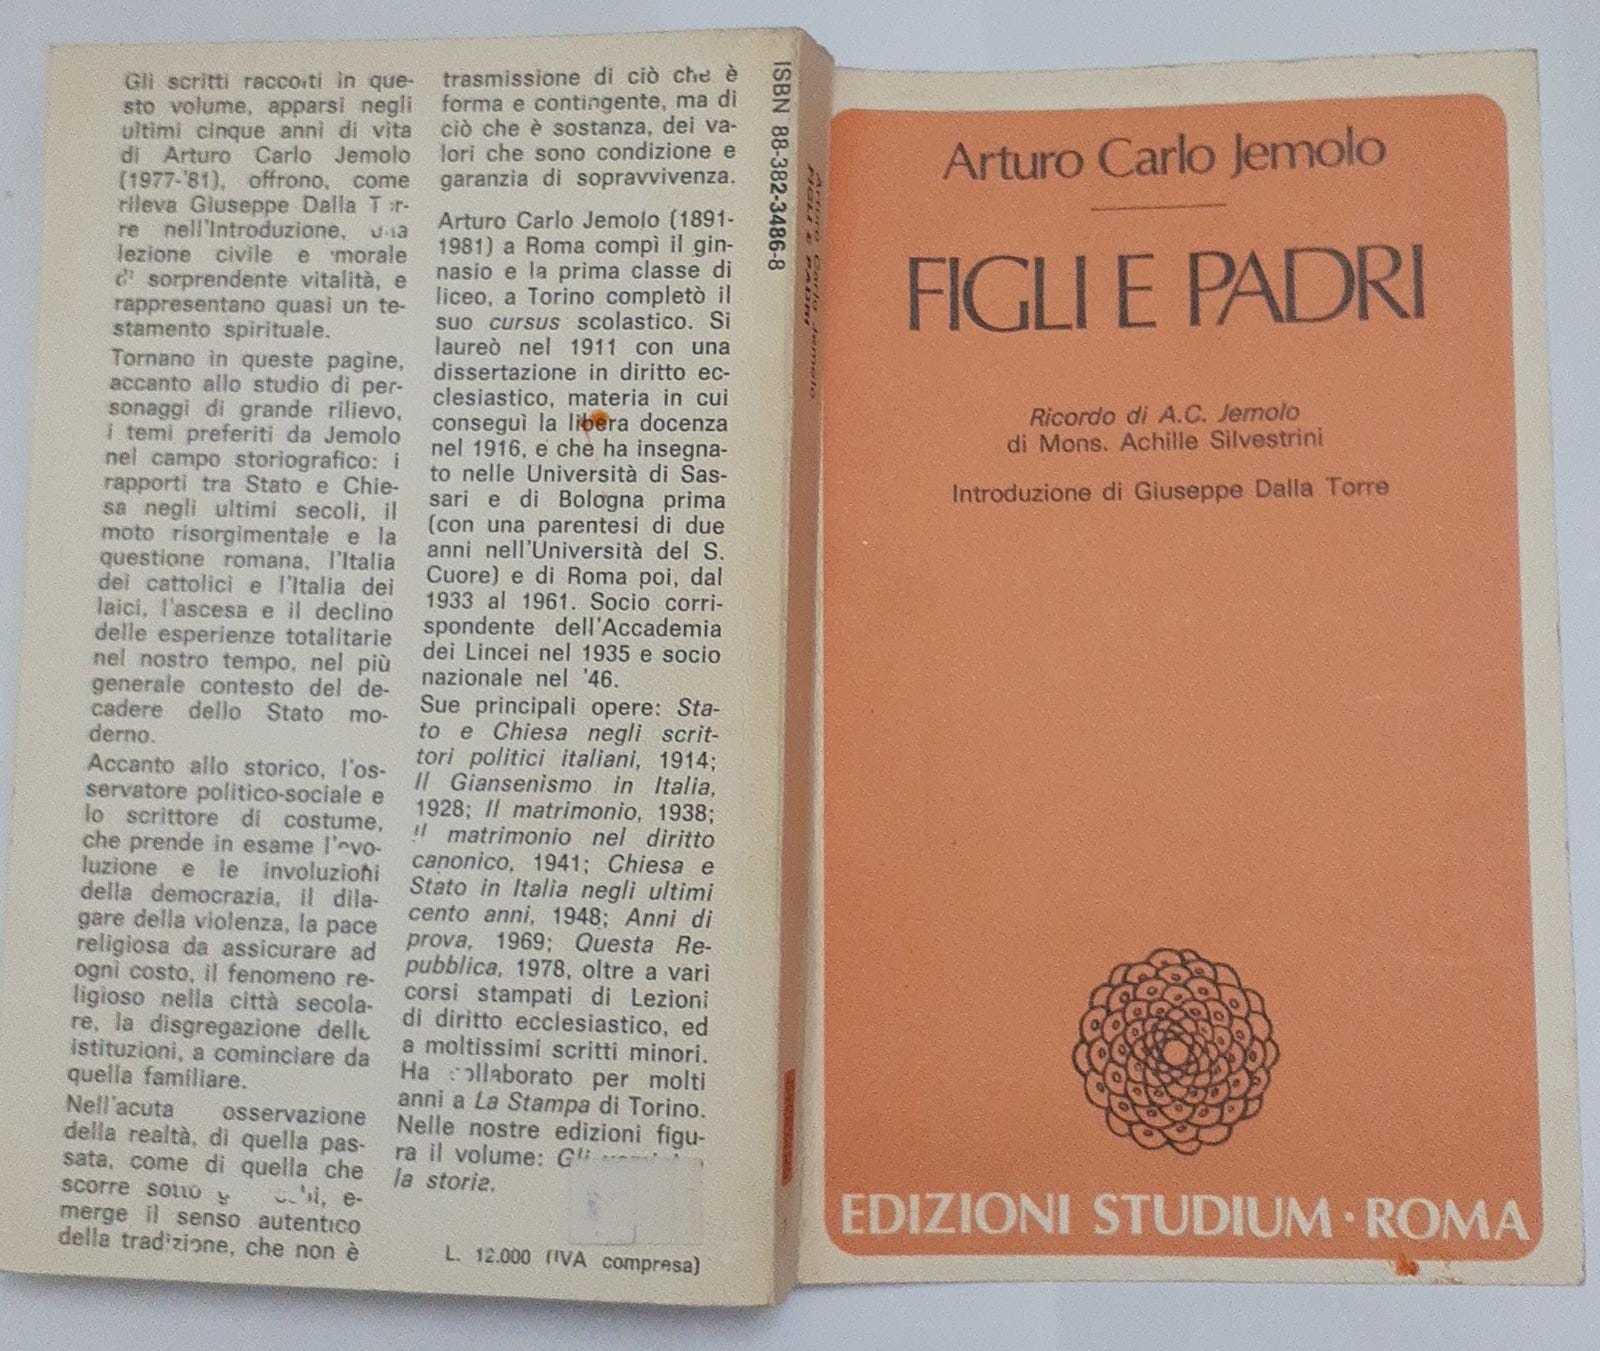 Gli scritti raccolti in que-
sto volume, apparsi negli
ultimi cinque anni di vita
di Arturo Carlo Jemolo
(1977-'81), offrono, come
rileva Giuseppe Dalla Tor-
re nell'Introduzione, una
lezione civile e morale
di sorprendente vitalità, e
rappresentano quasi un te-
stamento spirituale.
Tornano in queste pagine,
accanto allo studio di per-
sonaggi di grande rilievo,
i temi preferiti da Jemolo
nel campo storiografico: i
rapporti tra Stato e Chie-
sa negli ultimi secoli, il
moto risorgimentale e la
questione romana, l'Italia
dei cattolici e l'Italia dei
laici, l'ascesa e il declino
delle esperienze totalitarie
nel nostro tempo, nel più
generale contesto del de-
cadere dello Stato mo-
derno.
Accanto allo storico, l'os-
servatore politico-sociale e
lo scrittore di costume,
che prende in esame l'evo-
luzione e le involuzioni
della democrazia, il dila-
gare della violenza, la pace
religiosa da assicurare ad
ogni costo, il fenomeno re-
ligioso nella città secola-
re, la disgregazione delle
istituzioni, a cominciare da
quella familiare.
Nell'acuta osservazione
della realtà, di quella pas-
sata, come di quella che
scorre sotto e-
merge il senso autentico
della tradizione, che non è
trasmissione di ciò che è
forma e contingente, ma di
ciò che è sostanza, dei va-
lori che sono condizione e
garanzia di sopravvivenza.
Arturo Carlo Jemolo (1891-
1981) a Roma compì il gin-
nasio e la prima classe di
liceo, a Torino completò il
suo cursus scolastico. Si
laureò nel 1911 con una
dissertazione in diritto ec-
clesiastico, materia in cui
conseguì la libera docenza
nel 1916, e che ha insegna-
to nelle Università di Sas-
sari e di Bologna prima
(con una parentesi di due
anni nell'Università del S.
Cuore) e di Roma poi, dal
1933 al 1961. Socio corri-
spondente dell'Accademia
dei Lincei nel 1935 e socio
nazionale nel '46.
Sue principali opere: Sta-
to e Chiesa negli scrit-
tori politici italiani, 1914;
Il Giansenismo in Italia,
1928; Il matrimonio, 1938;
Il matrimonio nel diritto
canonico, 1941; Chiesa e
Stato in Italia negli ultimi
cento anni, 1948; Anni di
prova, 1969; Questa Re-
pubblica, 1978, oltre a vari
corsi stampati di Lezioni
di diritto ecclesiastico, ed
a moltissimi scritti minori.
Ha collaborato per molti
anni a La Stampa di Torino.
Nelle nostre edizioni figu-
ra il volume: Gli
la storia.
L. 12.000 (IVA compresa)
ISBN 88-382-3486-8
Arturo Carlo Jemolo
FIGLI E PADRI
Arturo Carlo Jemolo
FIGLI E PADRI
Ricordo di A.C. Jemolo
di Mons. Achille Silvestrini
Introduzione di Giuseppe Dalla Torre
EDIZIONI STUDIUM · ROMA